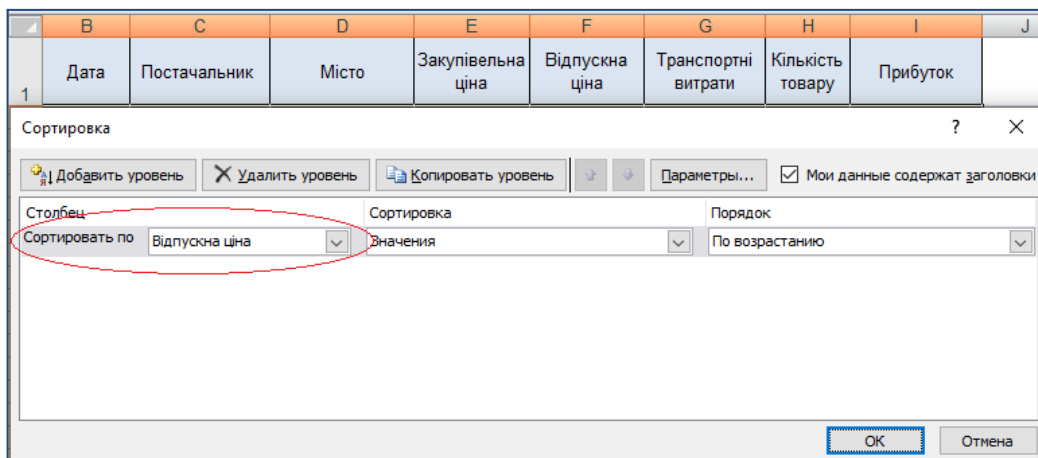 B C D E F G H I J
1 Дата Постачальник Місто Закупівельна ціна Відпускна ціна Транспортні витрати Кількість товару Прибуток
Сортировка ? ×
Добавить уровень Удалить уровень Копировать уровень Параметры... Мои данные содержат заголовки
Столбец Сортировка Порядок
Сортировать по Відпускна ціна Значения По возрастанию
ОК Отмена